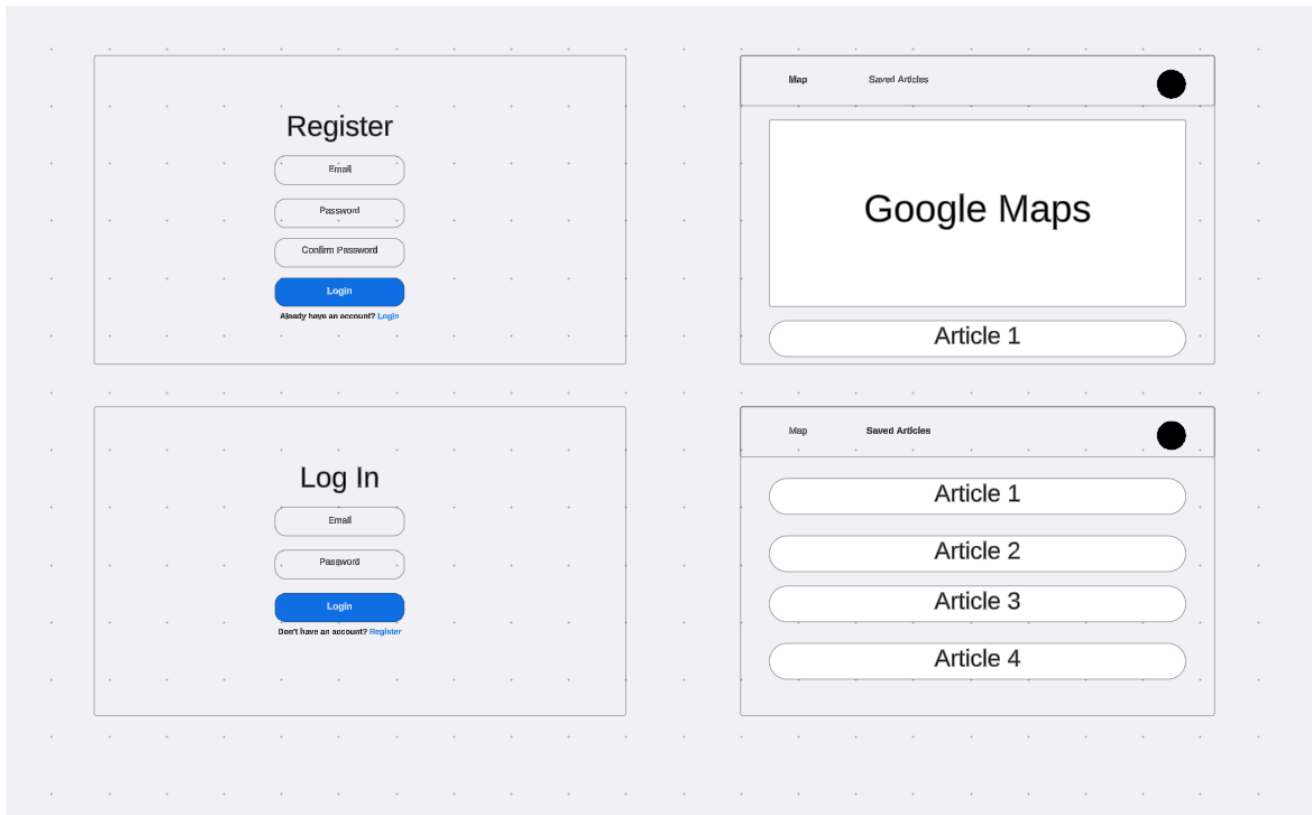 Register
Email
Password
Confirm Password
Login
Already have an account? Login
Map Saved Articles
Google Maps
Article 1
Log In
Email
Password
Login
Don't have an account? Register
Map Saved Articles
Article 1
Article 2
Article 3
Article 4